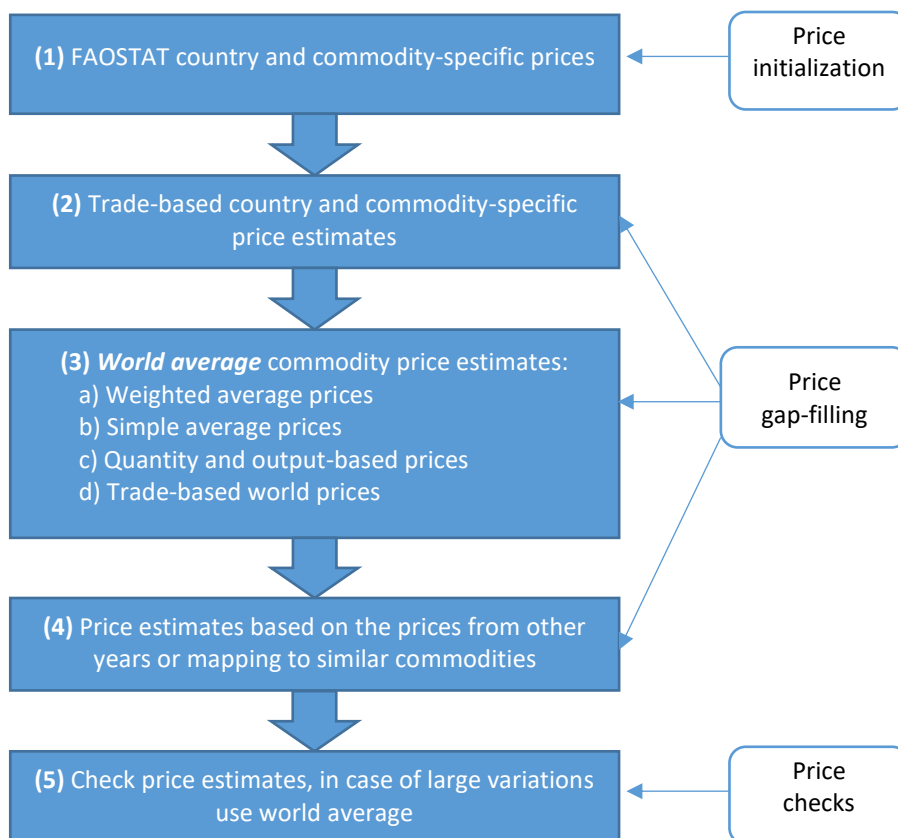 (1) FAOSTAT country and commodity-specific prices
Price
initialization
(2) Trade-based country and commodity-specific
price estimates
(3) World average commodity price estimates:
a) Weighted average prices
b) Simple average prices
c) Quantity and output-based prices
d) Trade-based world prices
Price
gap-filling
(4) Price estimates based on the prices from other
years or mapping to similar commodities
(5) Check price estimates, in case of large variations
use world average
Price
checks